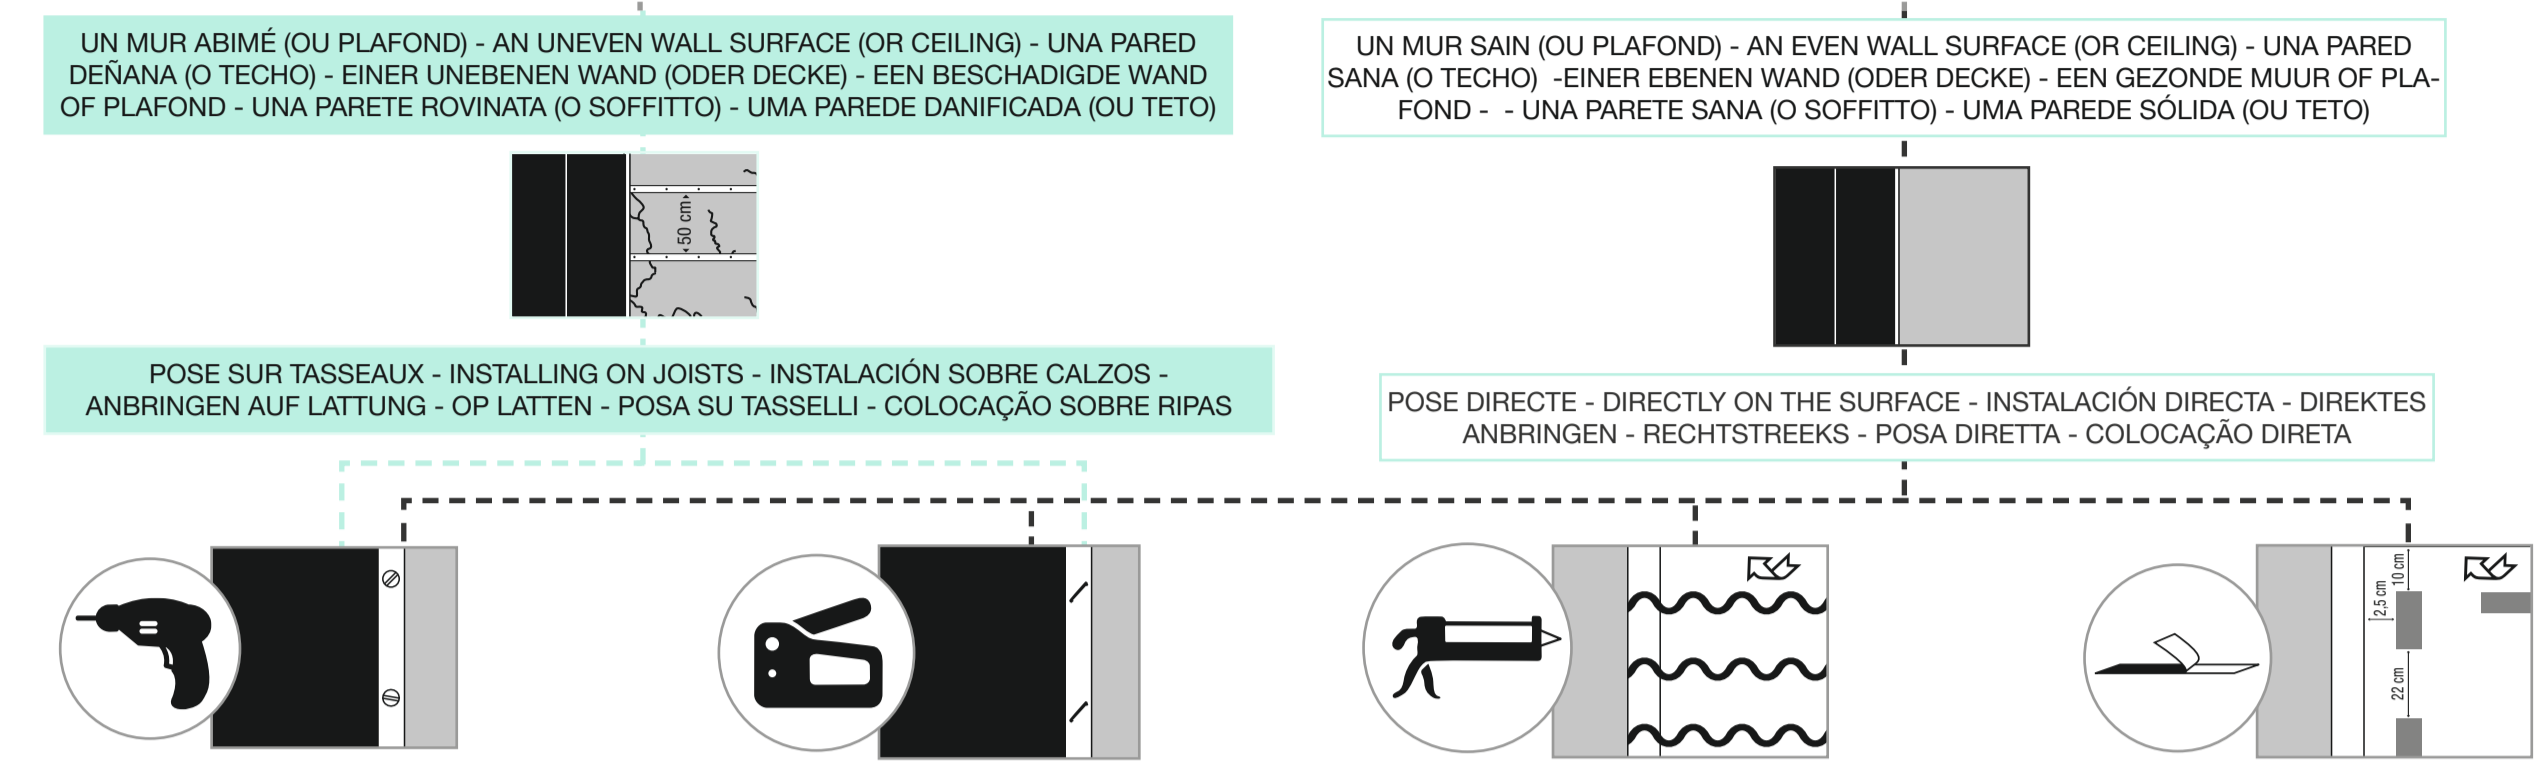 UN MUR ABIMÉ (OU PLAFOND) - AN UNEVEN WALL SURFACE (OR CEILING) - UNA PARED
DEÑANA (O TECHO) - EINER UNEBENEN WAND (ODER DECKE) - EEN BESCHADIGDE WAND
OF PLAFOND - UNA PARETE ROVINATA (O SOFFITTO) - UMA PAREDE DANIFICADA (OU TETO)
50 cm
POSE SUR TASSEAUX - INSTALLING ON JOISTS - INSTALACIÓN SOBRE CALZOS -
ANBRINGEN AUF LATTUNG - OP LATTEN - POSA SU TASSELLI - COLOCAÇÃO SOBRE RIPAS
UN MUR SAIN (OU PLAFOND) - AN EVEN WALL SURFACE (OR CEILING) - UNA PARED
SANA (O TECHO)  -EINER EBENEN WAND (ODER DECKE) - EEN GEZONDE MUUR OF PLA-
FOND -  - UNA PARETE SANA (O SOFFITTO) - UMA PAREDE SÓLIDA (OU TETO)
POSE DIRECTE - DIRECTLY ON THE SURFACE - INSTALACIÓN DIRECTA - DIREKTES
ANBRINGEN - RECHTSTREEKS - POSA DIRETTA - COLOCAÇÃO DIRETA
2,5 cm
10 cm
22 cm